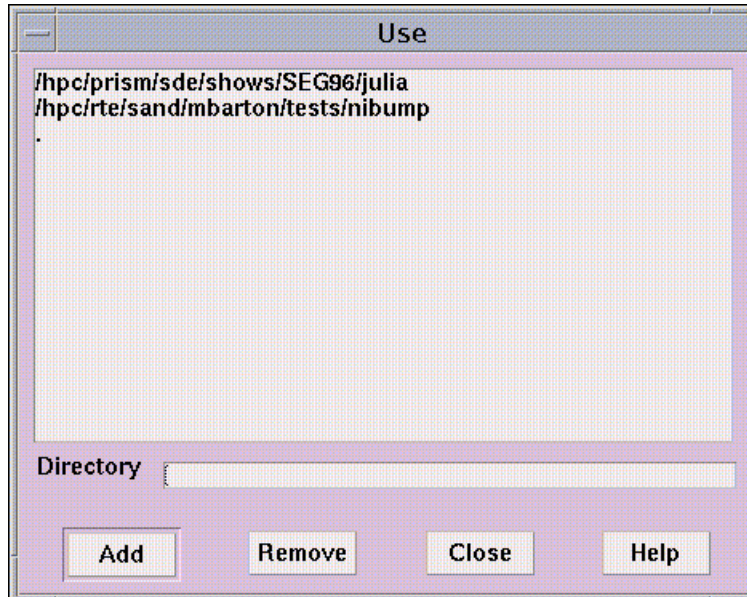 Use
/hpc/prism/sde/shows/SEG96/julia
/hpc/rte/sand/mbarton/tests/nibump
.
Directory
Add Remove Close Help